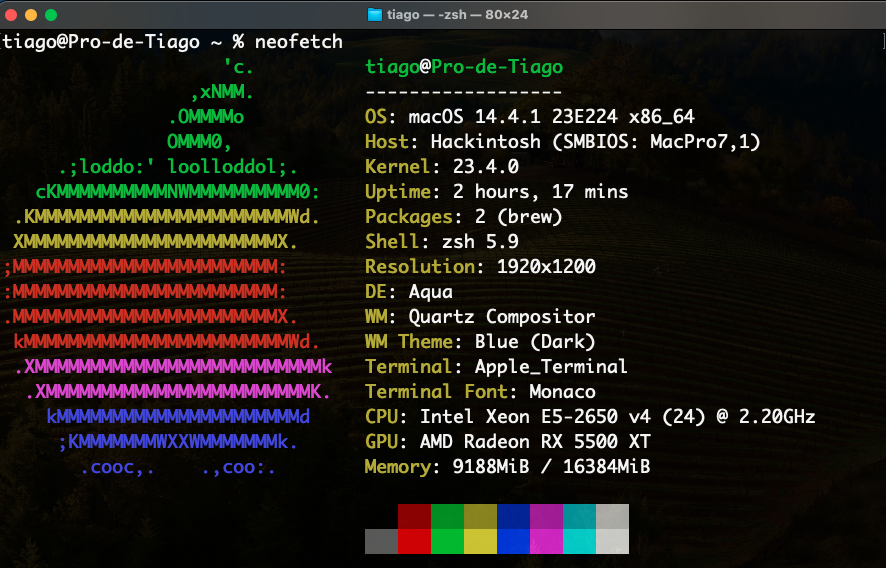 tiago — -zsh — 80×24
tiago@Pro-de-Tiago ~ % neofetch
                    'c.          tiago@Pro-de-Tiago
                 ,xNMM.          ------------------
               .OMMMMo           OS: macOS 14.4.1 23E224 x86_64
               OMMM0,            Host: Hackintosh (SMBIOS: MacPro7,1)
     .;loddo:' loolloddol;.      Kernel: 23.4.0
   cKMMMMMMMMMMNWMMMMMMMMMM0:    Uptime: 2 hours, 17 mins
 .KMMMMMMMMMMMMMMMMMMMMMMMWd.    Packages: 2 (brew)
 XMMMMMMMMMMMMMMMMMMMMMMMX.      Shell: zsh 5.9
;MMMMMMMMMMMMMMMMMMMMMMMM:       Resolution: 1920x1200
:MMMMMMMMMMMMMMMMMMMMMMMM:       DE: Aqua
.MMMMMMMMMMMMMMMMMMMMMMMMX.      WM: Quartz Compositor
 kMMMMMMMMMMMMMMMMMMMMMMMMWd.    WM Theme: Blue (Dark)
 .XMMMMMMMMMMMMMMMMMMMMMMMMMMk   Terminal: Apple_Terminal
  .XMMMMMMMMMMMMMMMMMMMMMMMMK.   Terminal Font: Monaco
    kMMMMMMMMMMMMMMMMMMMMMMd     CPU: Intel Xeon E5-2650 v4 (24) @ 2.20GHz
     ;KMMMMMMMWXXWMMMMMMMk.      GPU: AMD Radeon RX 5500 XT
       .cooc,.    .,coo:.        Memory: 9188MiB / 16384MiB